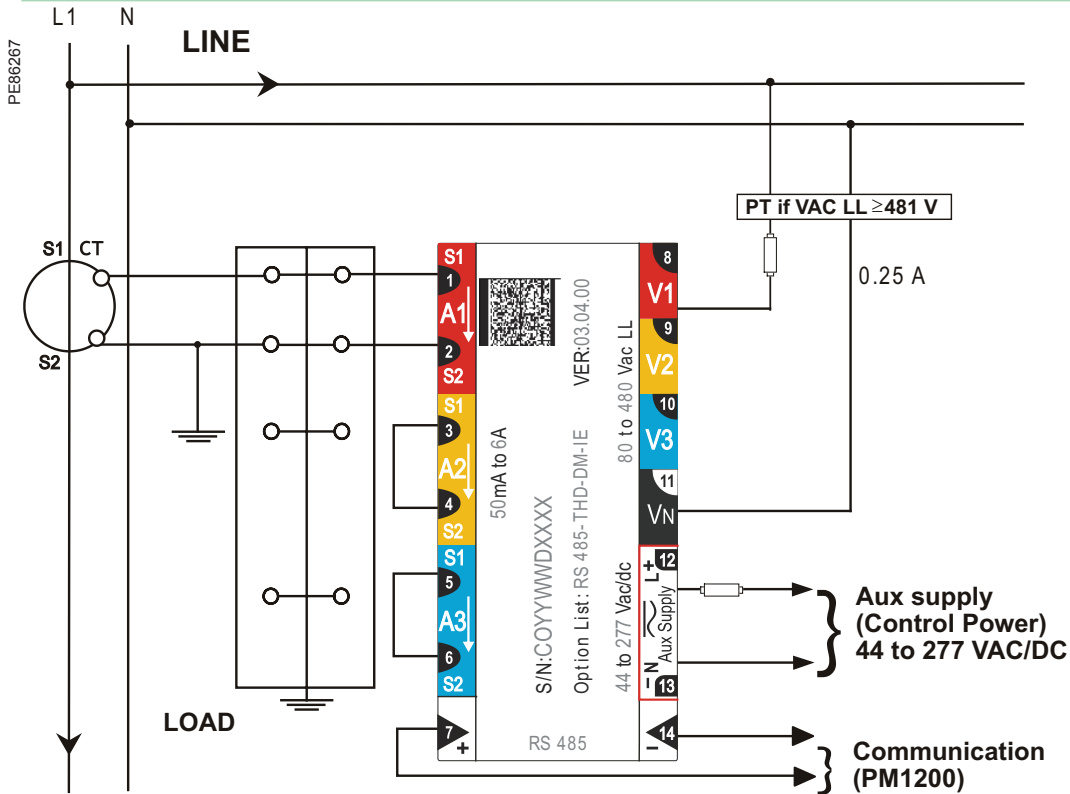 L1 N
PE86267
LINE
PT if VAC LL ≥481 V
0.25 A
S1 CT
S2
S1
1
A1
2
S2
S1
3
A2
4
S2
S1
5
A3
6
S2
7
+
50mA to 6A
S/N:COYYWWDXXXX
Option List: RS 485-THD-DM-IE
VER:03.04.00
80 to 480 Vac LL
44 to 277 Vac/dc
RS 485
8
V1
9
V2
10
V3
11
VN
12
L+
Aux Supply
-N
13
14
-
Aux supply
(Control Power)
44 to 277 VAC/DC
LOAD
Communication
(PM1200)